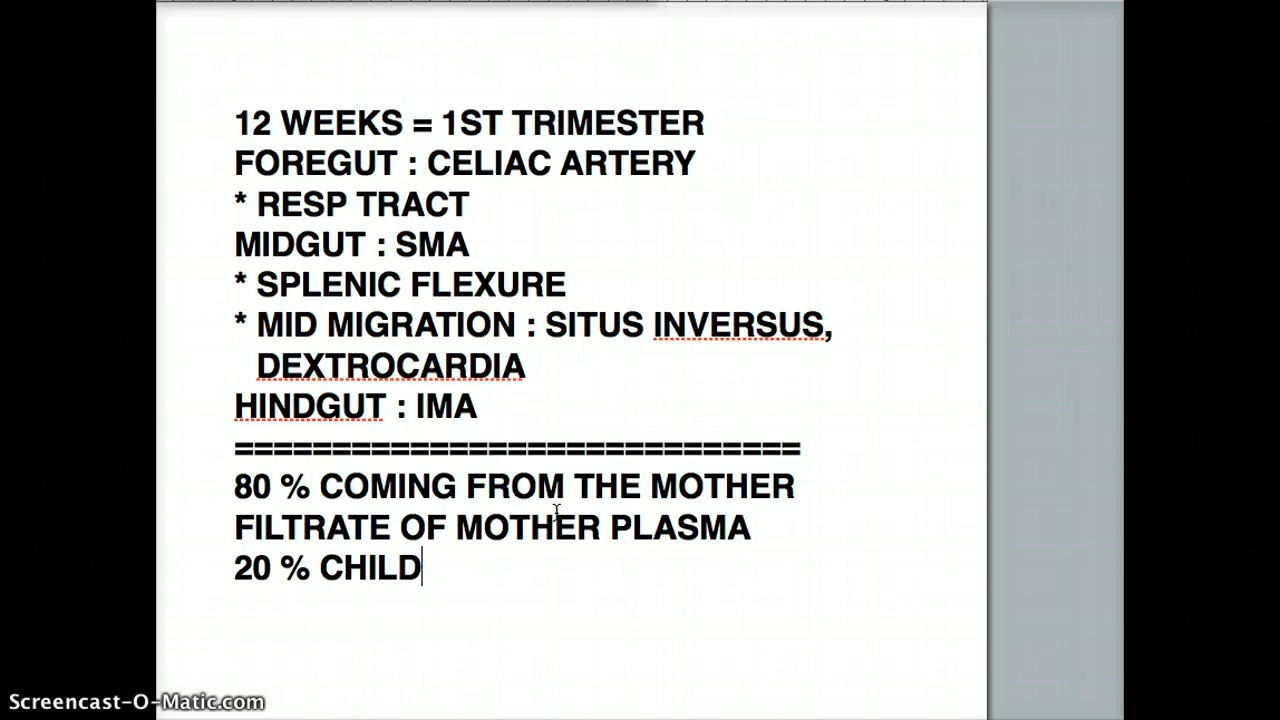 12 WEEKS = 1ST TRIMESTER
FOREGUT : CELIAC ARTERY
* RESP TRACT
MIDGUT : SMA
* SPLENIC FLEXURE
* MID MIGRATION : SITUS INVERSUS,
DEXTROCARDIA
HINDGUT : IMA
=============================
80 % COMING FROM THE MOTHER
FILTRATE OF MOTHER PLASMA
20 % CHILD
Screencast-O-Matic.com